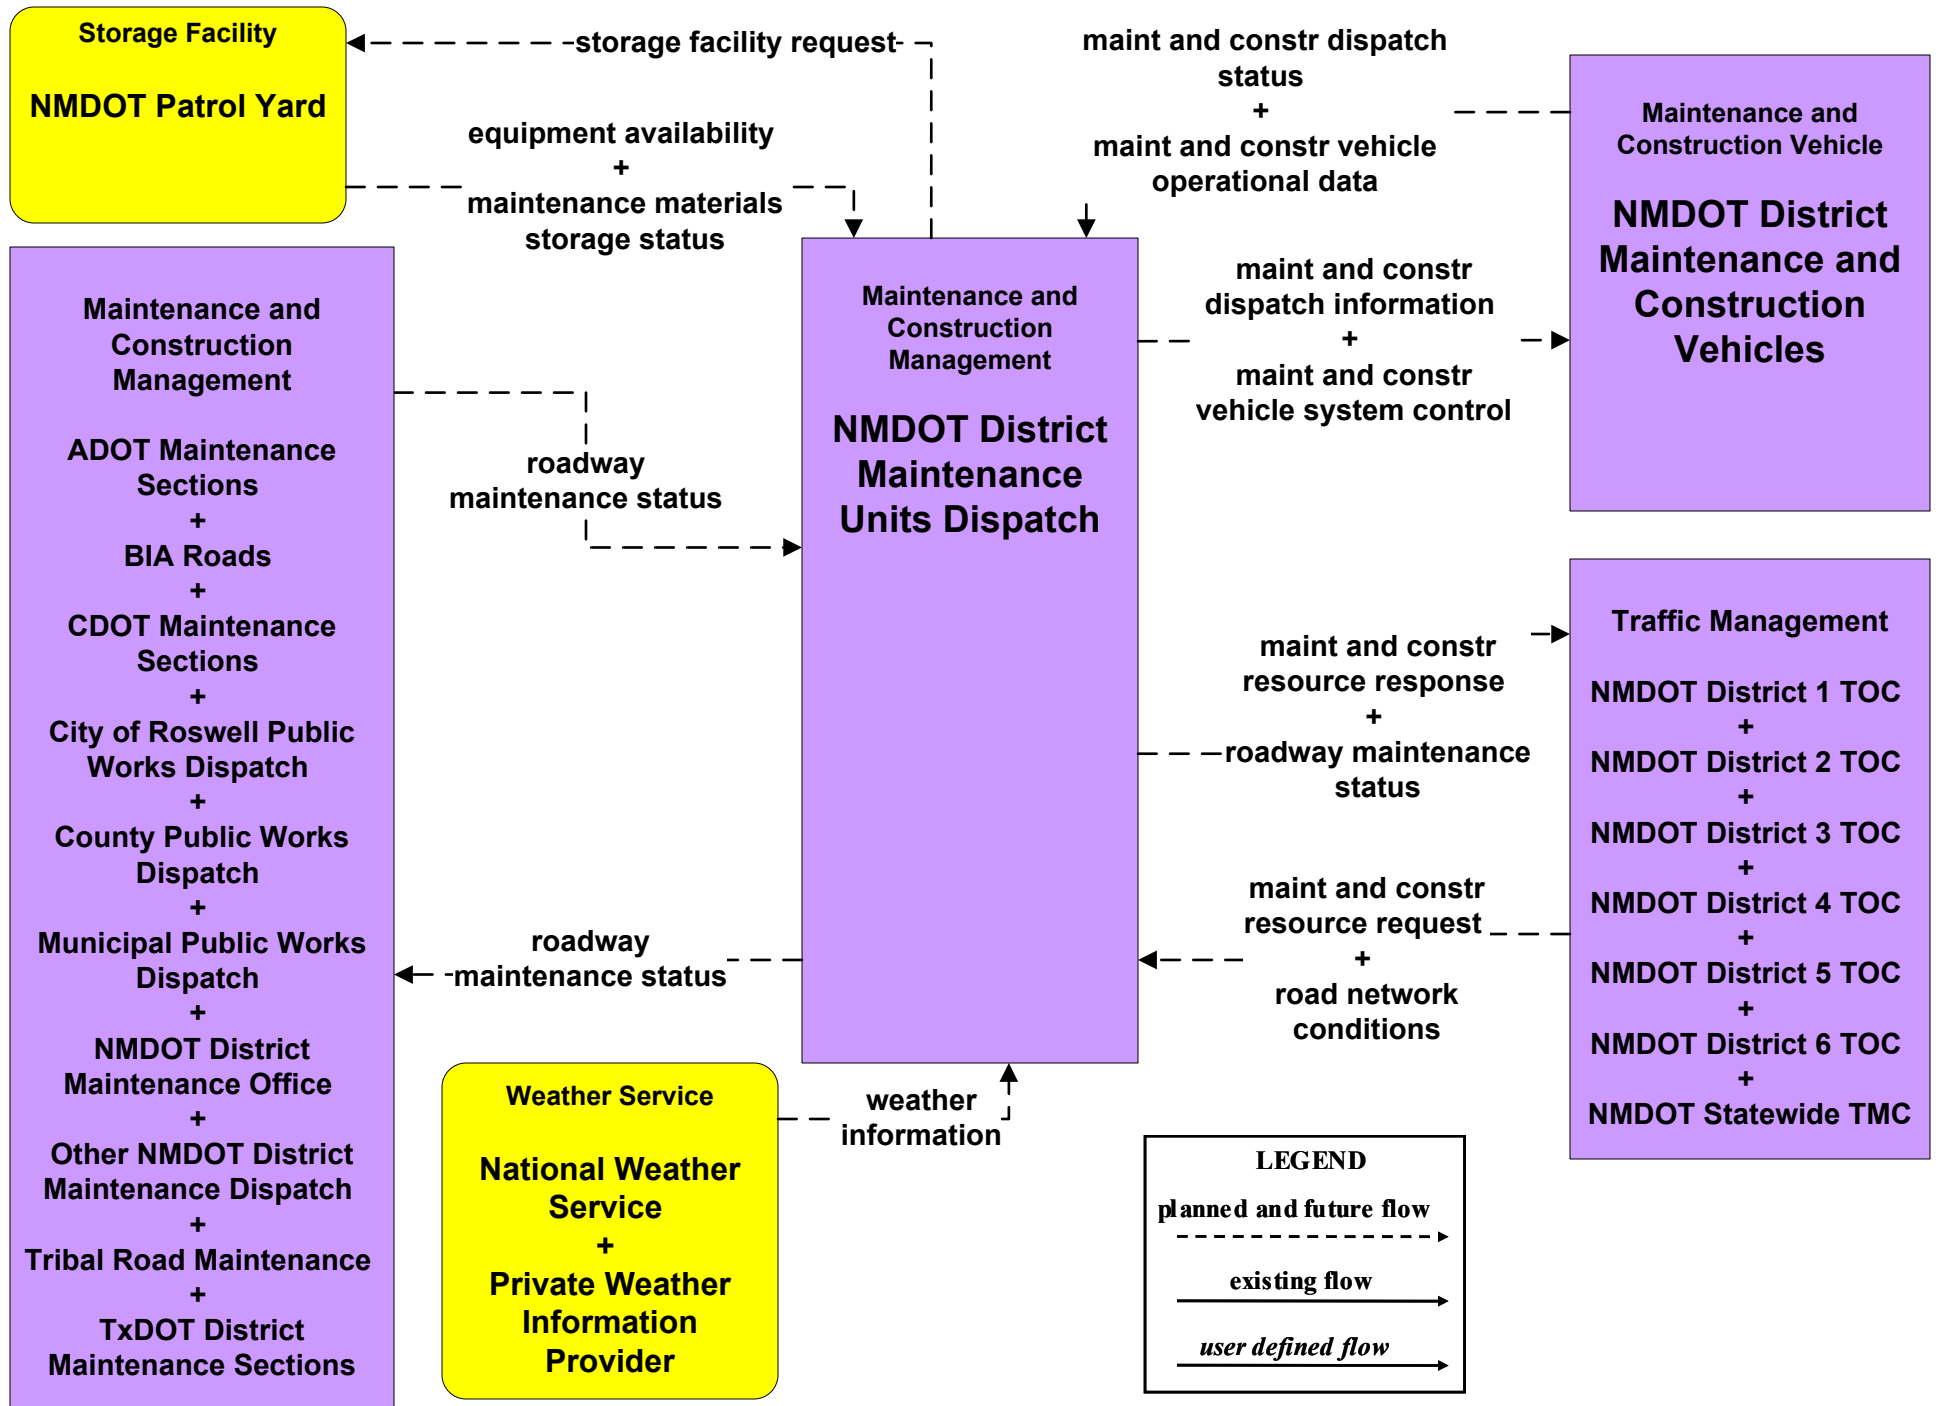 Storage Facility
NMDOT Patrol Yard
storage facility request
equipment availability
+
maintenance materials
storage status
maint and constr dispatch
status
+
maint and constr vehicle
operational data
Maintenance and
Construction Vehicle
NMDOT District
Maintenance and
Construction
Vehicles
Maintenance and
Construction
Management
ADOT Maintenance
Sections
+
BIA Roads
+
CDOT Maintenance
Sections
+
City of Roswell Public
Works Dispatch
+
County Public Works
Dispatch
+
Municipal Public Works
Dispatch
+
NMDOT District
Maintenance Office
+
Other NMDOT District
Maintenance Dispatch
+
Tribal Road Maintenance
+
TxDOT District
Maintenance Sections
roadway
maintenance status
roadway
maintenance status
Maintenance and
Construction
Management
NMDOT District
Maintenance
Units Dispatch
maint and constr
dispatch information
+
maint and constr
vehicle system control
maint and constr
resource response
+
roadway maintenance
status
maint and constr
resource request
+
road network
conditions
Traffic Management
NMDOT District 1 TOC
+
NMDOT District 2 TOC
+
NMDOT District 3 TOC
+
NMDOT District 4 TOC
+
NMDOT District 5 TOC
+
NMDOT District 6 TOC
+
NMDOT Statewide TMC
Weather Service
National Weather
Service
+
Private Weather
Information
Provider
weather
information
LEGEND
planned and future flow
existing flow
user defined flow